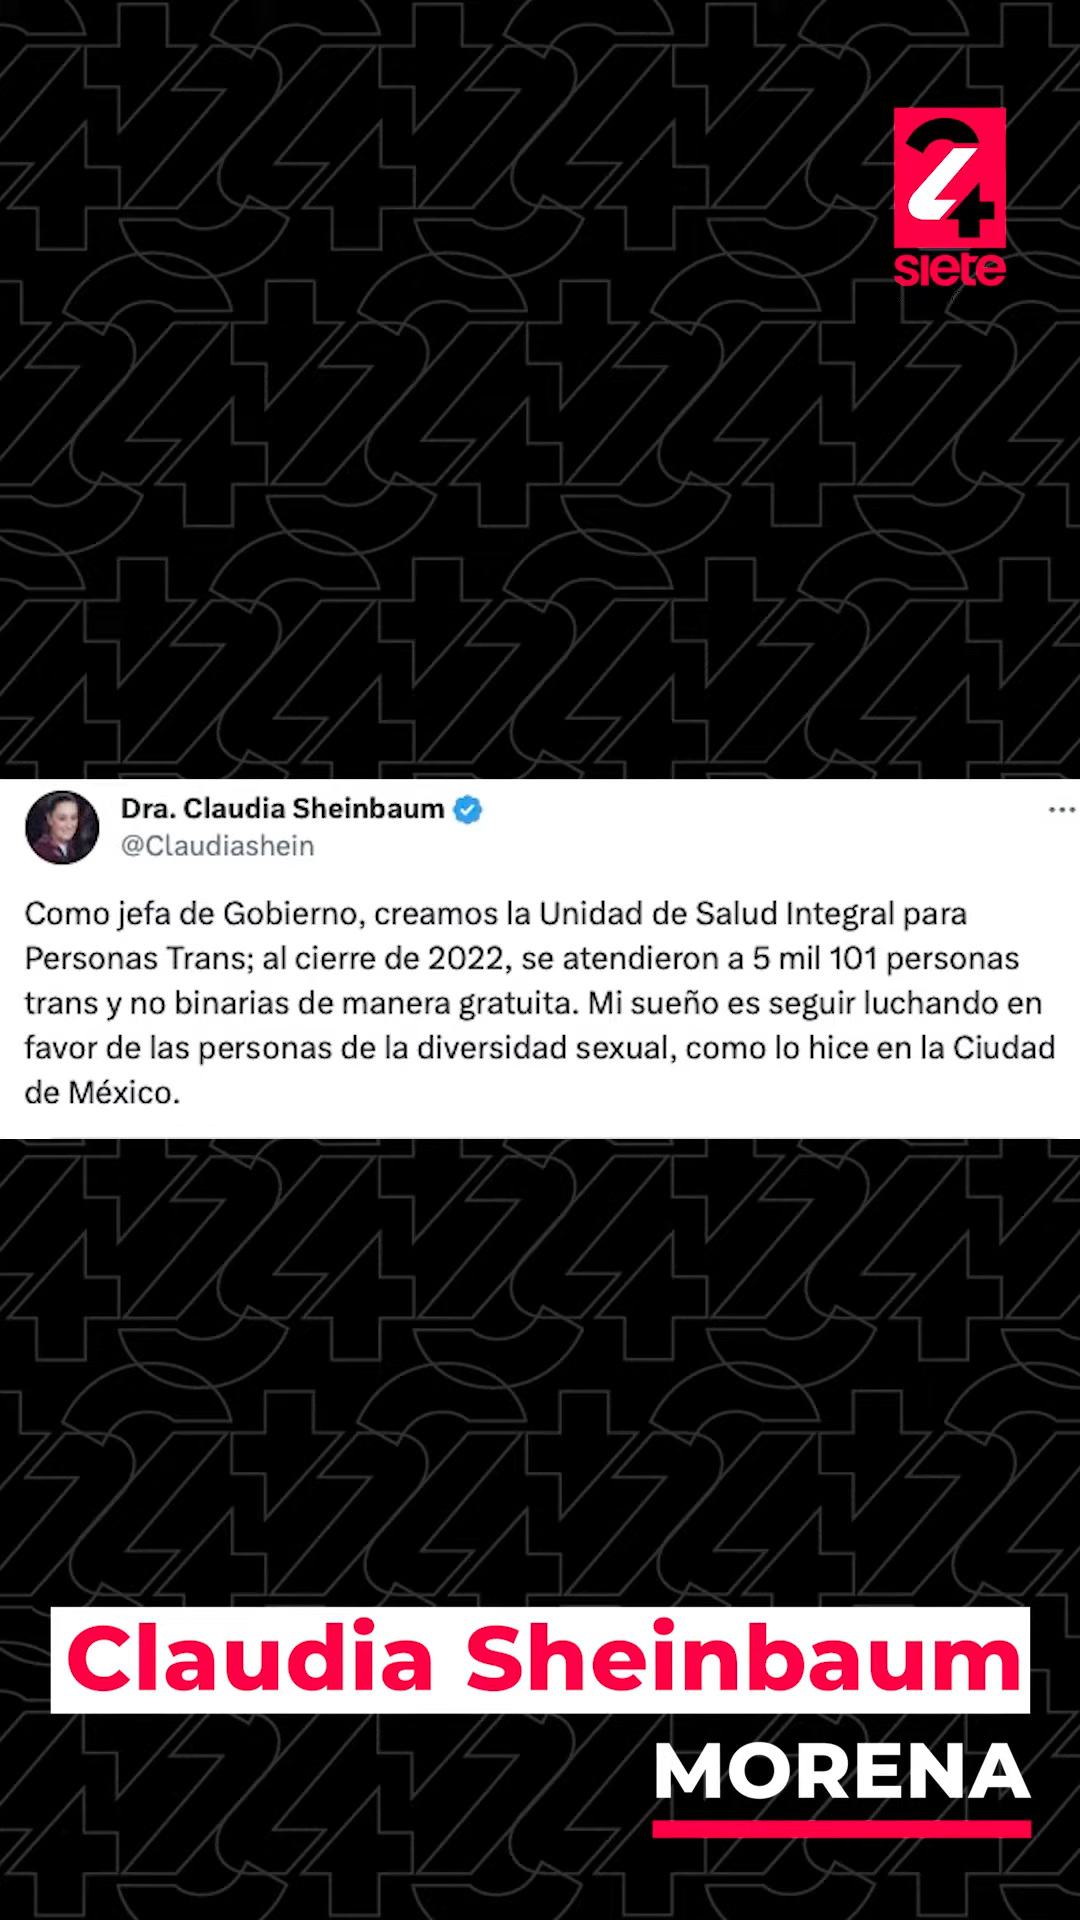 24
siete
Dra. Claudia Sheinbaum
@Claudiashein
Como jefa de Gobierno, creamos la Unidad de Salud Integral para
Personas Trans; al cierre de 2022, se atendieron a 5 mil 101 personas
trans y no binarias de manera gratuita. Mi sueño es seguir luchando en
favor de las personas de la diversidad sexual, como lo hice en la Ciudad
de México.
Claudia Sheinbaum
MORENA